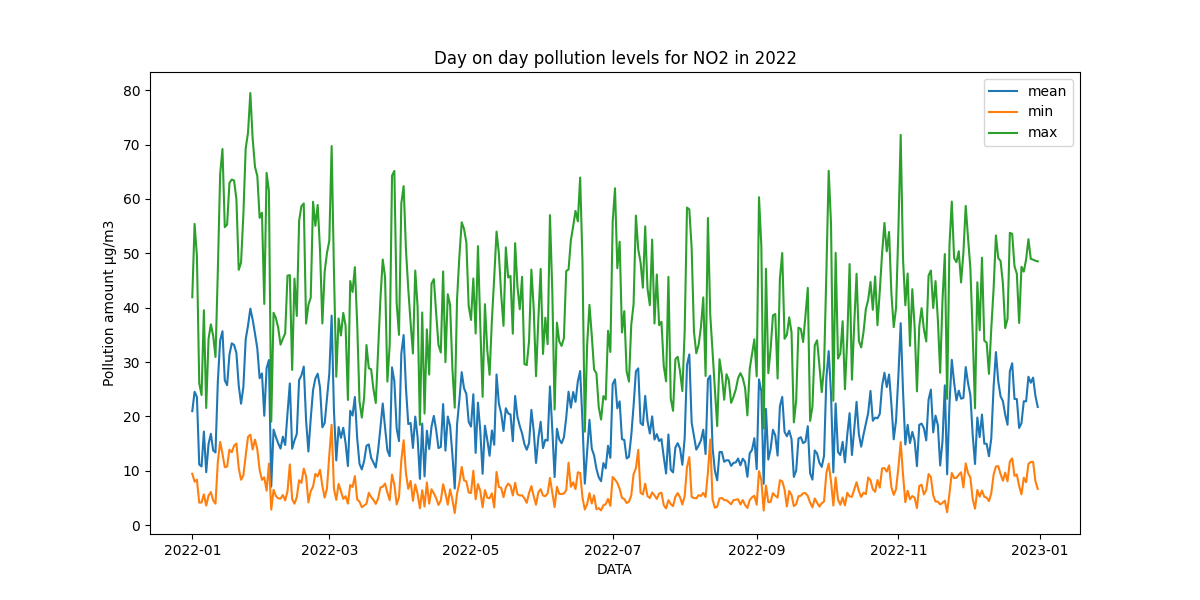 Day on day pollution levels for NO2 in 2022
mean
min
max
Pollution amount µg/m3
80
70
60
50
40
30
20
10
0
2022-01
2022-03
2022-05
2022-07
2022-09
2022-11
2023-01
DATA